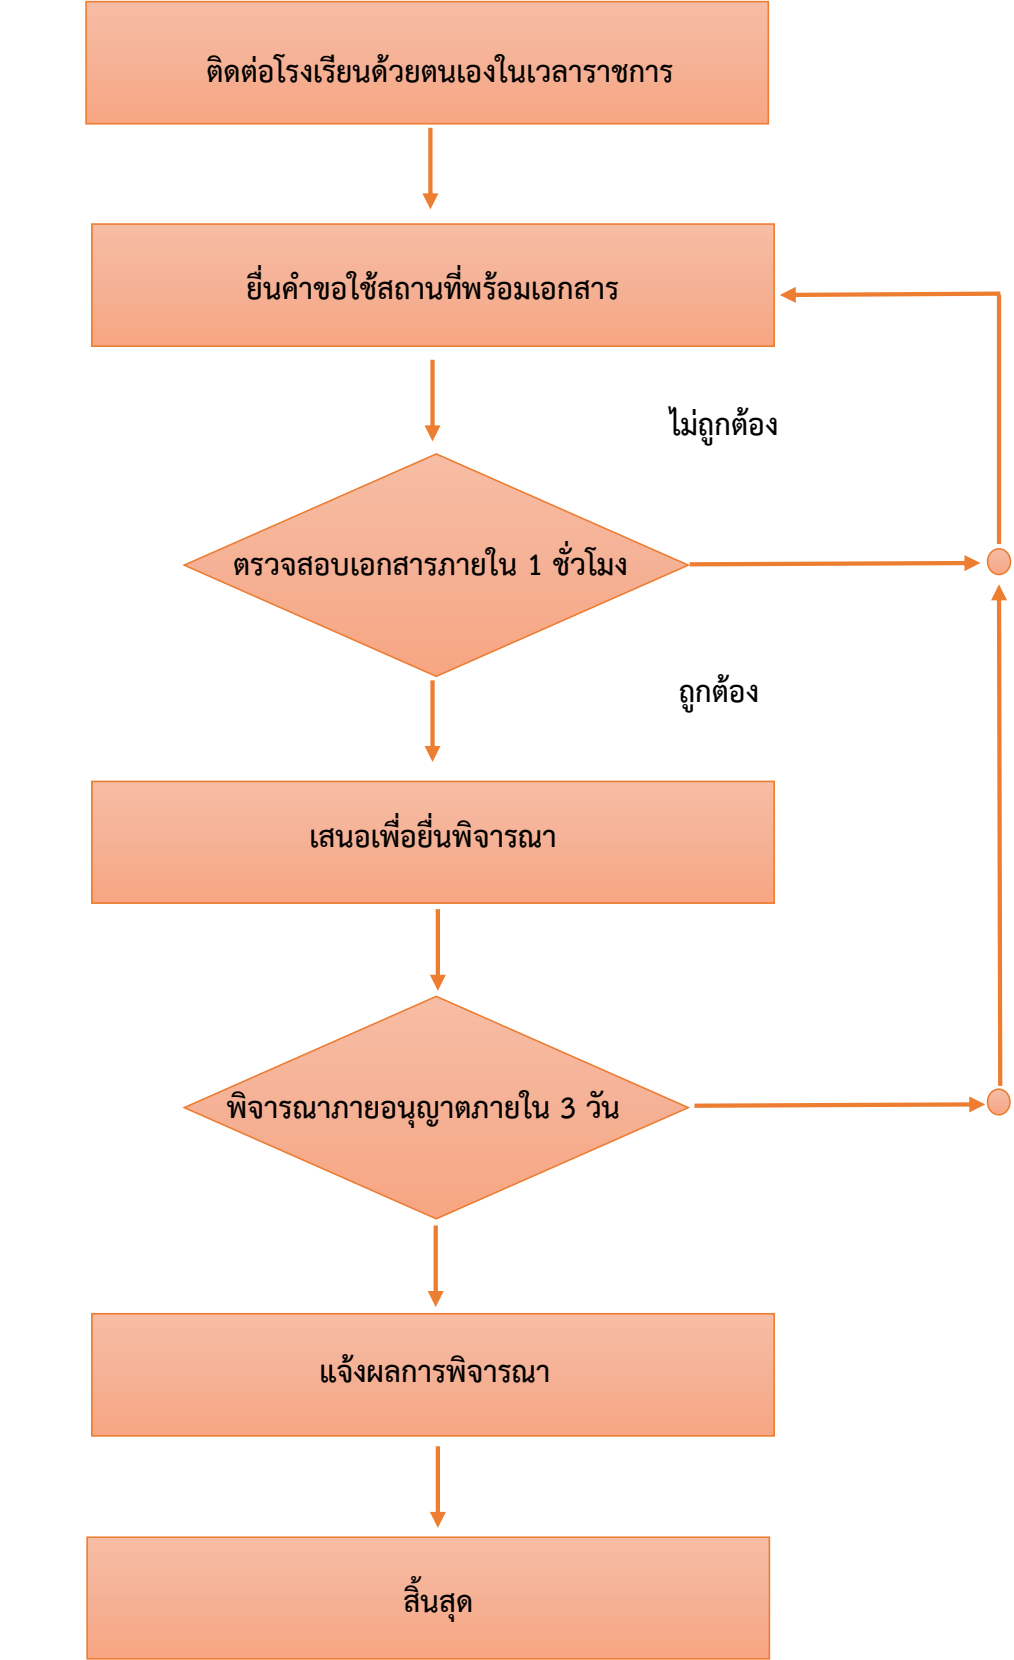 ติดต่อโรงเรียนด้วยตนเองในเวลาราชการ
ยื่นคำขอใช้สถานที่พร้อมเอกสาร
ไม่ถูกต้อง
ตรวจสอบเอกสารภายใน 1 ชั่วโมง
ถูกต้อง
เสนอเพื่อยื่นพิจารณา
พิจารณาภายอนุญาตภายใน 3 วัน
แจ้งผลการพิจารณา
สิ้นสุด